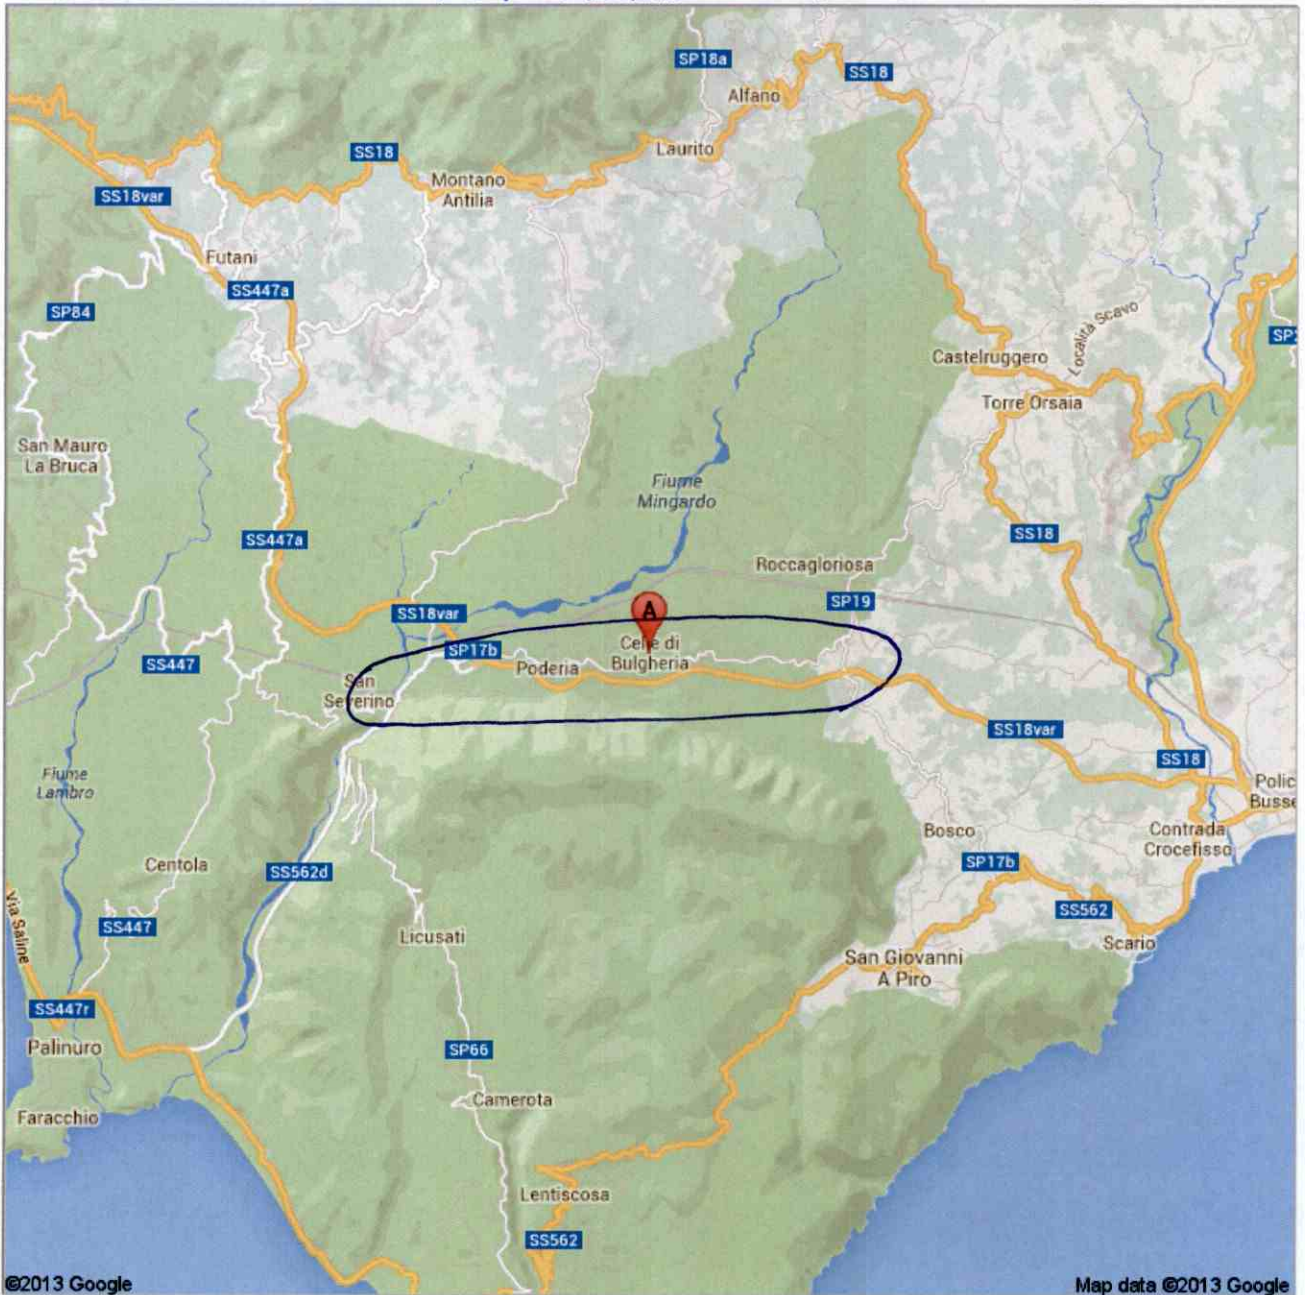 SP18a
SS18
Alfano
Laurito
SS18
Montano
Antilia
SS18var
Futani
SS447a
SP84
Località Scavo
Castelruggero
Torre Orsaia
San Mauro
La Bruca
Fiume
Mingardo
SS447a
SS18
Roccagloriosa
SP19
SS18var
A
SP17b
Celle di
Bulgheria
Poderia
SS447
San
Severino
SS18var
SS18
Fiume
Lambro
Polic
Busse
Bosco
Contrada
Crocefisso
SP17b
Centola
SS562d
SS447
SS562
Via Saline
Licusati
Scario
San Giovanni
A Piro
SS447r
Palinuro
SP66
Camerota
Faracchio
Lentiscosa
SS562
©2013 Google
Map data ©2013 Google